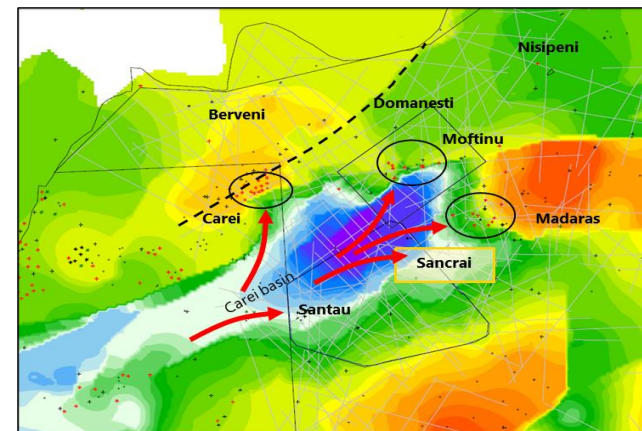 Nisipeni
Domanesti
Berveni
Moftinu
Carei
Madaras
Sancrai
Carei basin
Santau